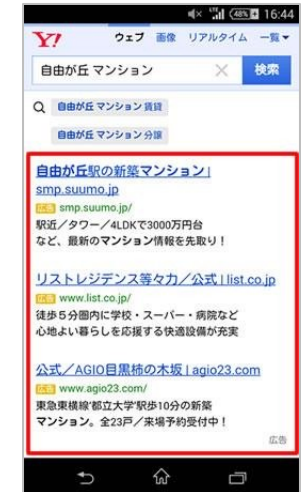 48% 16:44
Y! ウェブ 画像 リアルタイム 一覧▼
自由が丘 マンション × 検索
自由が丘 マンション 賃貸
自由が丘 マンション 分譲
自由が丘駅の新築マンション |
smp.suumo.jp
広告 smp.suumo.jp/
駅近／タワー／4LDKで3000万円台
など、最新のマンション情報を先取り！
リストレジデンス等々力／公式 | list.co.jp
広告 www.list.co.jp/
徒歩５分圏内に学校・スーパー・病院など
心地よい暮らしを応援する快適設備が充実
公式／AGIO目黒柿の木坂 | agio23.com
広告 www.agio23.com/
東急東横線'都立大学'駅歩10分の新築
マンション。全23戸／来場予約受付中！
広告